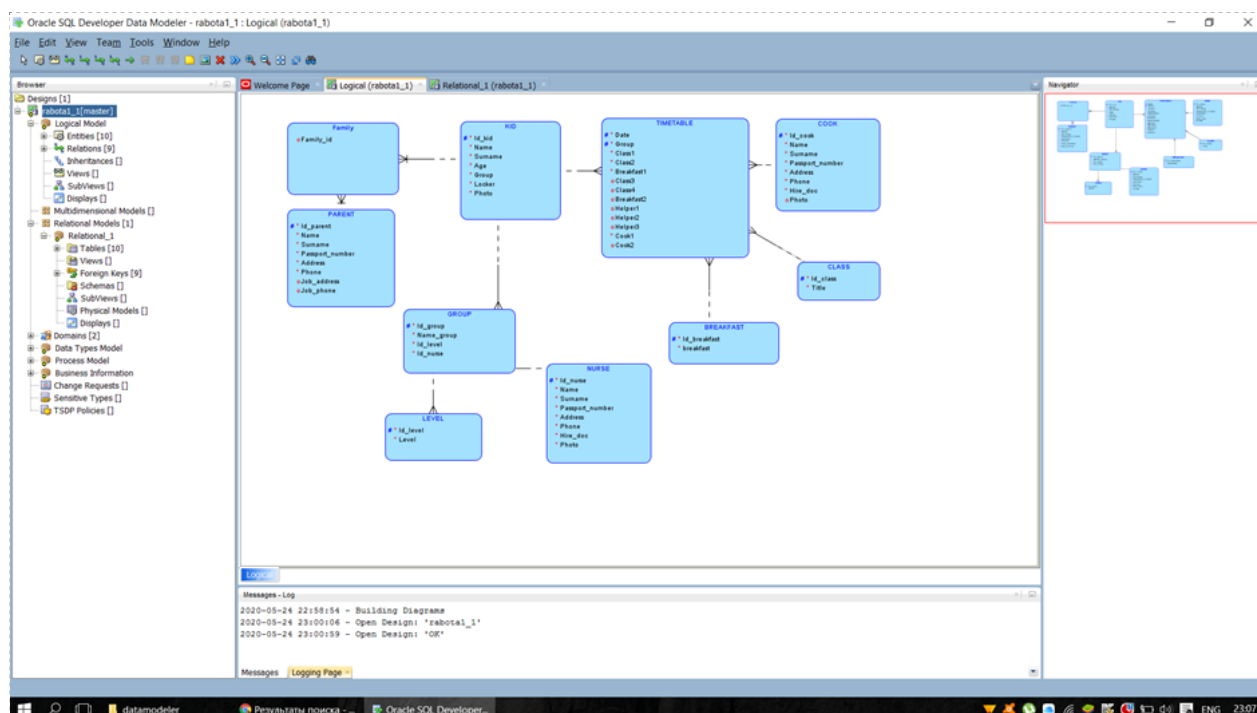 Oracle SQL Developer Data Modeler - rabota1_1 : Logical (rabota1_1)
File Edit View Team Tools Window Help
Browser
Designs [1]
rabota1_1[master]
Logical Model
Entities [10]
Relations [9]
Inheritances []
Views []
SubViews []
Displays []
Multidimensional Models []
Relational Models [1]
Relational_1
Tables [10]
Views []
Foreign Keys [9]
Schemas []
SubViews []
Physical Models []
Displays []
Domains [2]
Data Types Model
Process Model
Business Information
Change Requests []
Sensitive Types []
TSDP Policies []
Welcome Page Logical (rabota1_1) Relational_1 (rabota1_1)
Family
Family_id
PARENT
# * Id_parent
* Name
* Surname
* Passport_number
* Address
* Phone
o Job_address
o Job_phone
KID
# * Id_kid
* Name
* Surname
* Age
* Group
* Locker
* Photo
TIMETABLE
# * Date
# * Group
* Class1
* Class2
* Breakfast1
o Class3
o Class4
o Breakfast2
o Helper1
o Helper2
o Helper3
* Cook1
o Cook2
COOK
# * Id_cook
* Name
* Surname
* Passport_number
* Address
* Phone
* Hire_doc
o Photo
CLASS
# * Id_class
* Title
GROUP
# * Id_group
* Name_group
* Id_level
* Id_nurse
BREAKFAST
# * Id_breakfast
* breakfast
NURSE
# * Id_nurse
* Name
* Surname
* Passport_number
* Address
* Phone
* Hire_doc
* Photo
LEVEL
# * Id_level
* Level
Logical
Navigator
Messages - Log
2020-05-24 22:58:54 - Building Diagrams
2020-05-24 23:00:06 - Open Design: 'rabota1_1'
2020-05-24 23:00:59 - Open Design: 'OK'
Messages Logging Page
datamodeler
Результаты поиска - ...
Oracle SQL Developer...
ENG 23:07